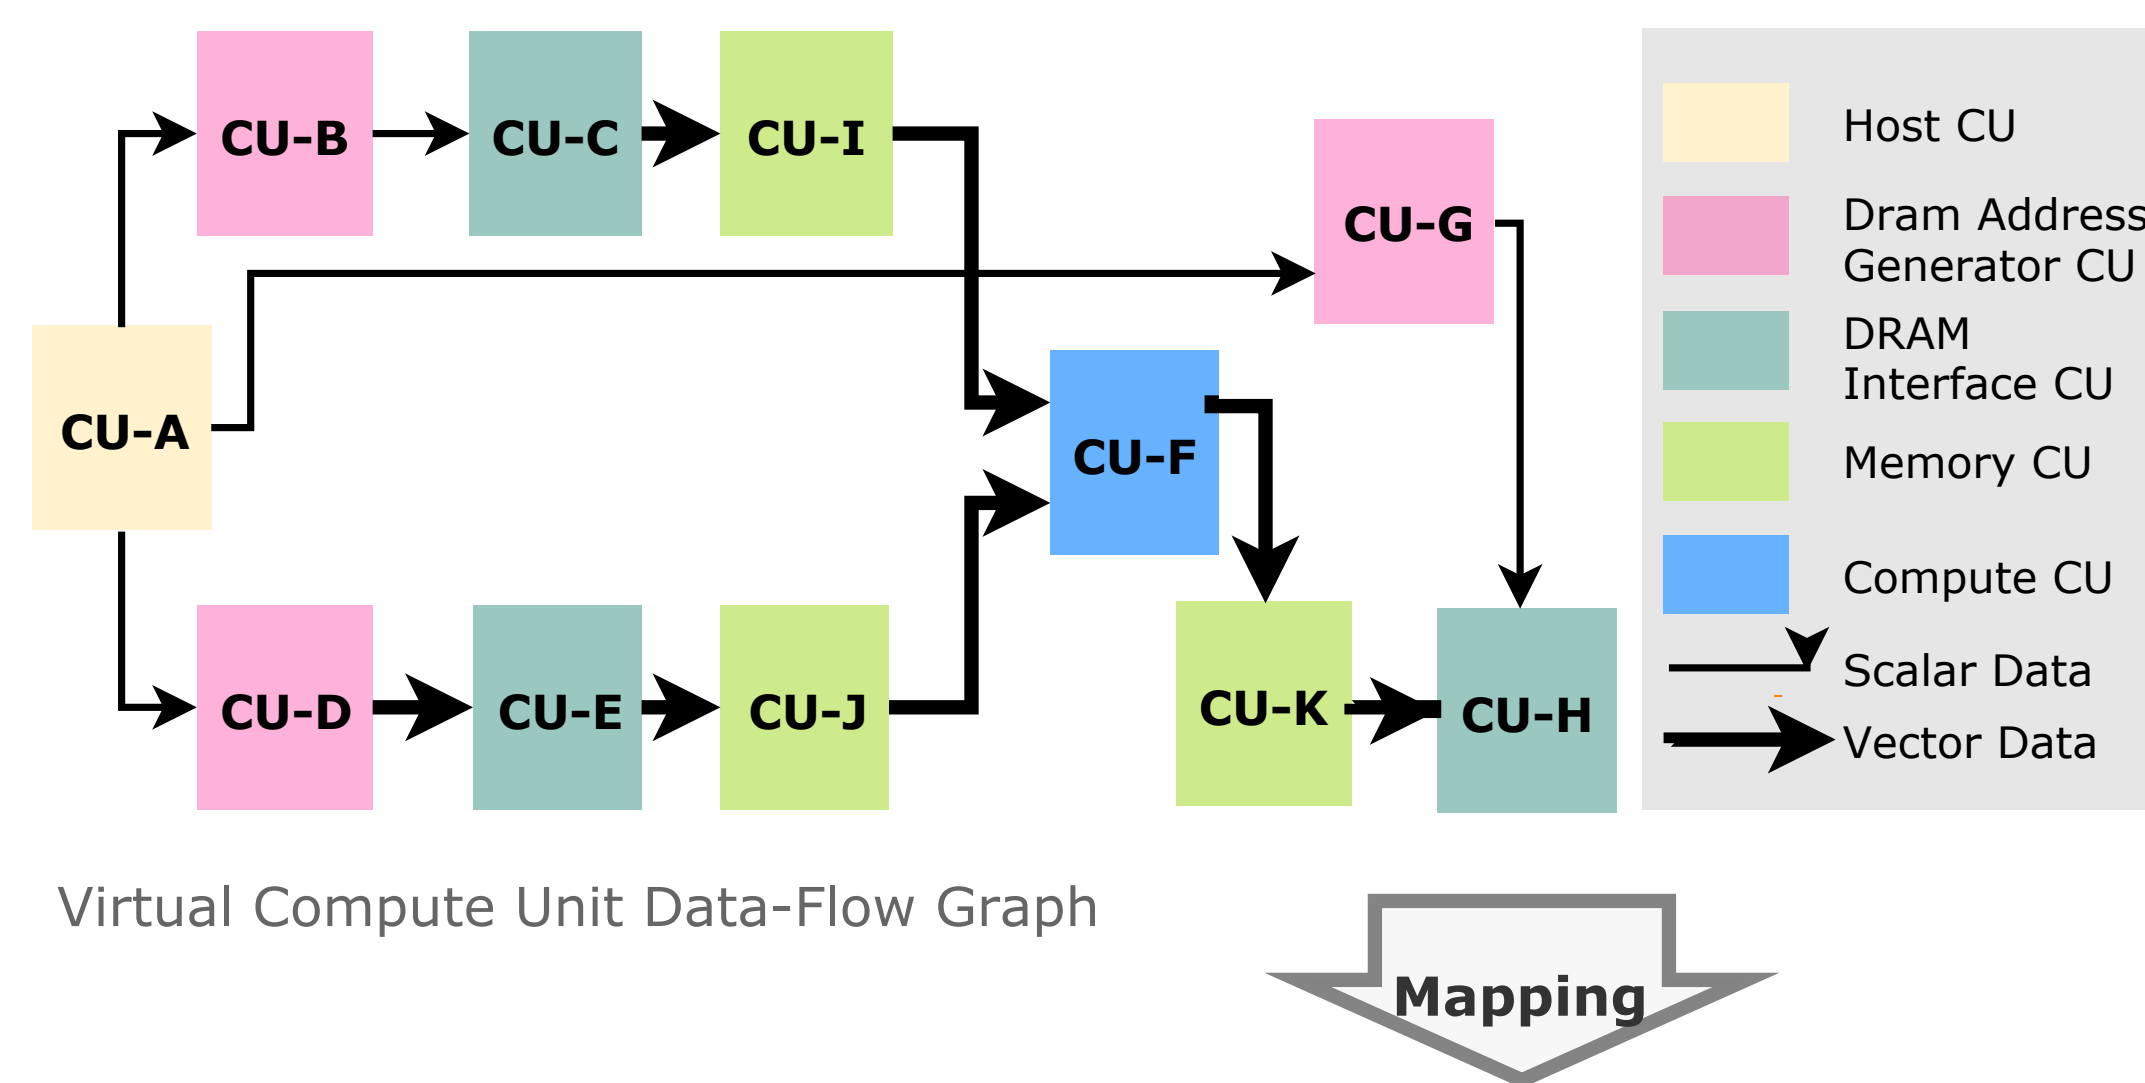 CU-B
CU-C
CU-I
CU-G
CU-A
CU-F
CU-D
CU-E
CU-J
CU-K
CU-H
Host CU
Dram Address
Generator CU
DRAM
Interface CU
Memory CU
Compute CU
Scalar Data
Vector Data
Virtual Compute Unit Data-Flow Graph
Mapping